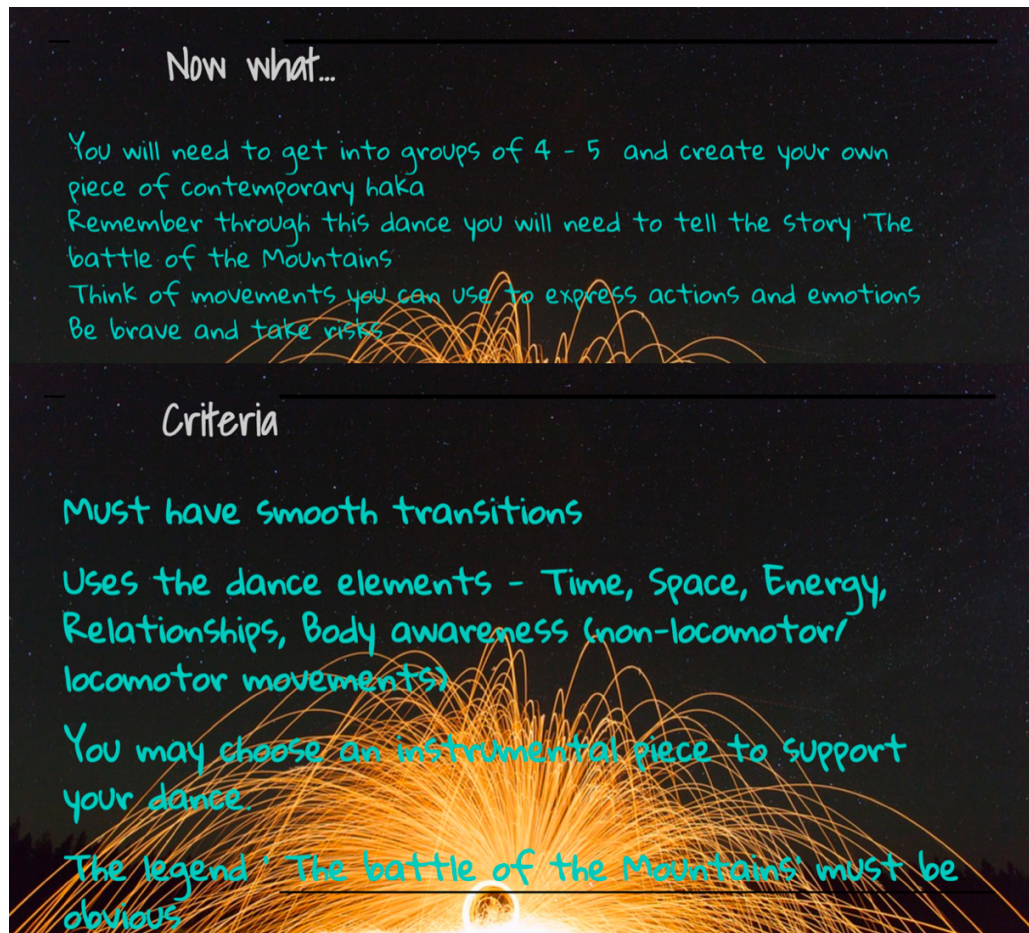 Now what...
You will need to get into groups of 4 - 5 and create your own
piece of contemporary haka
Remember through this dance you will need to tell the story 'The
battle of the Mountains'
Think of movements you can use to express actions and emotions
Be brave and take risks
Criteria
Must have smooth transitions
Uses the dance elements - Time, Space, Energy,
Relationships, Body awareness (non-locomotor/
locomotor movements)
You may choose an instrumental piece to support
your dance.
The legend ' The battle of the Mountains' must be
obvious